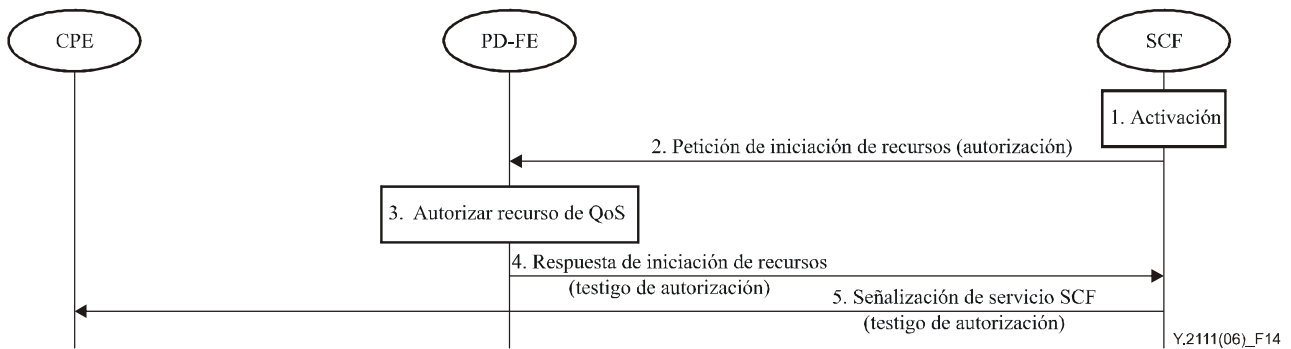 CPE
PD-FE
SCF
1. Activación
2. Petición de iniciación de recursos (autorización)
3. Autorizar recurso de QoS
4. Respuesta de iniciación de recursos
(testigo de autorización)
5. Señalización de servicio SCF
(testigo de autorización)
Y.2111(06)_F14